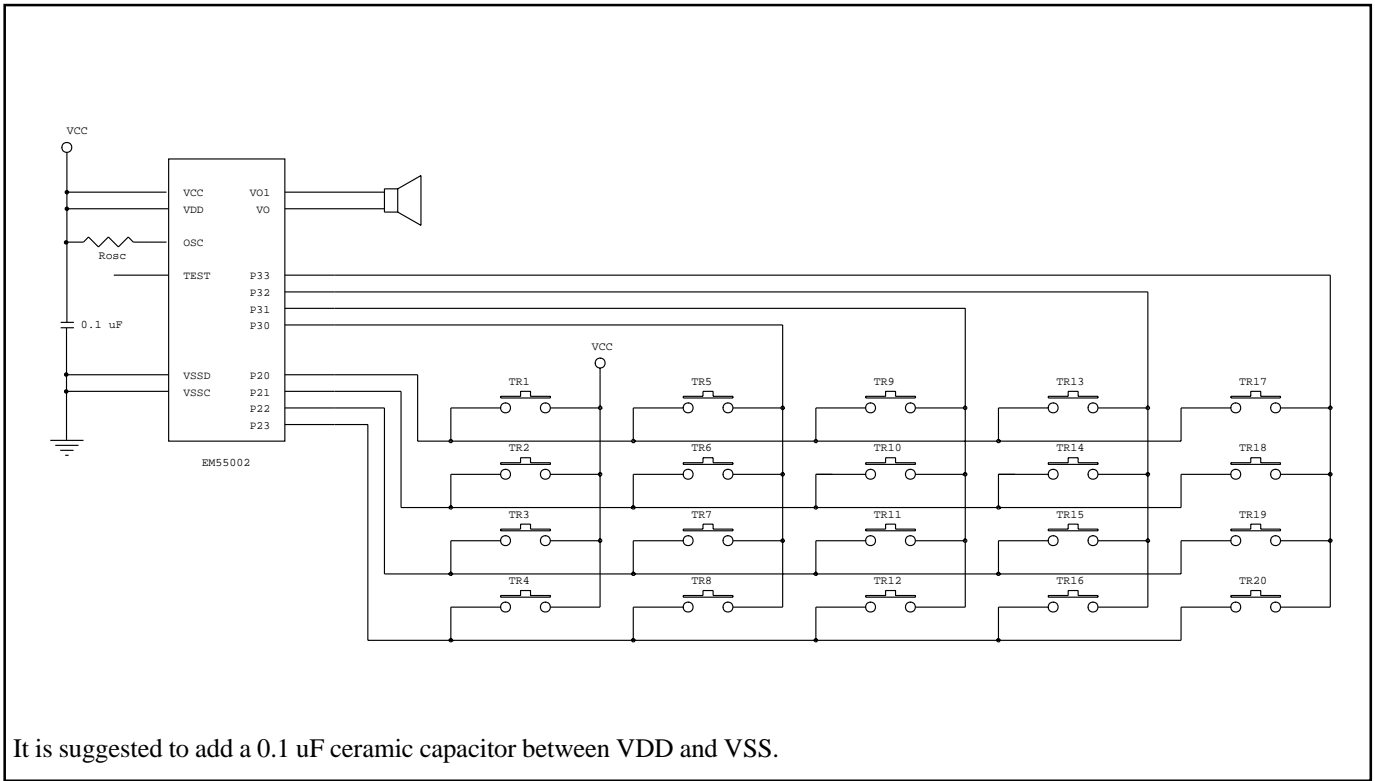 VCC
VCC VO1
VDD VO
OSC
Rosc
TEST P33
P32
P31
0.1 uF P30
VCC
VSSD P20
VSSC P21
P22
P23
EM55002
TR1 TR5 TR9 TR13 TR17
TR2 TR6 TR10 TR14 TR18
TR3 TR7 TR11 TR15 TR19
TR4 TR8 TR12 TR16 TR20
It is suggested to add a 0.1 uF ceramic capacitor between VDD and VSS.